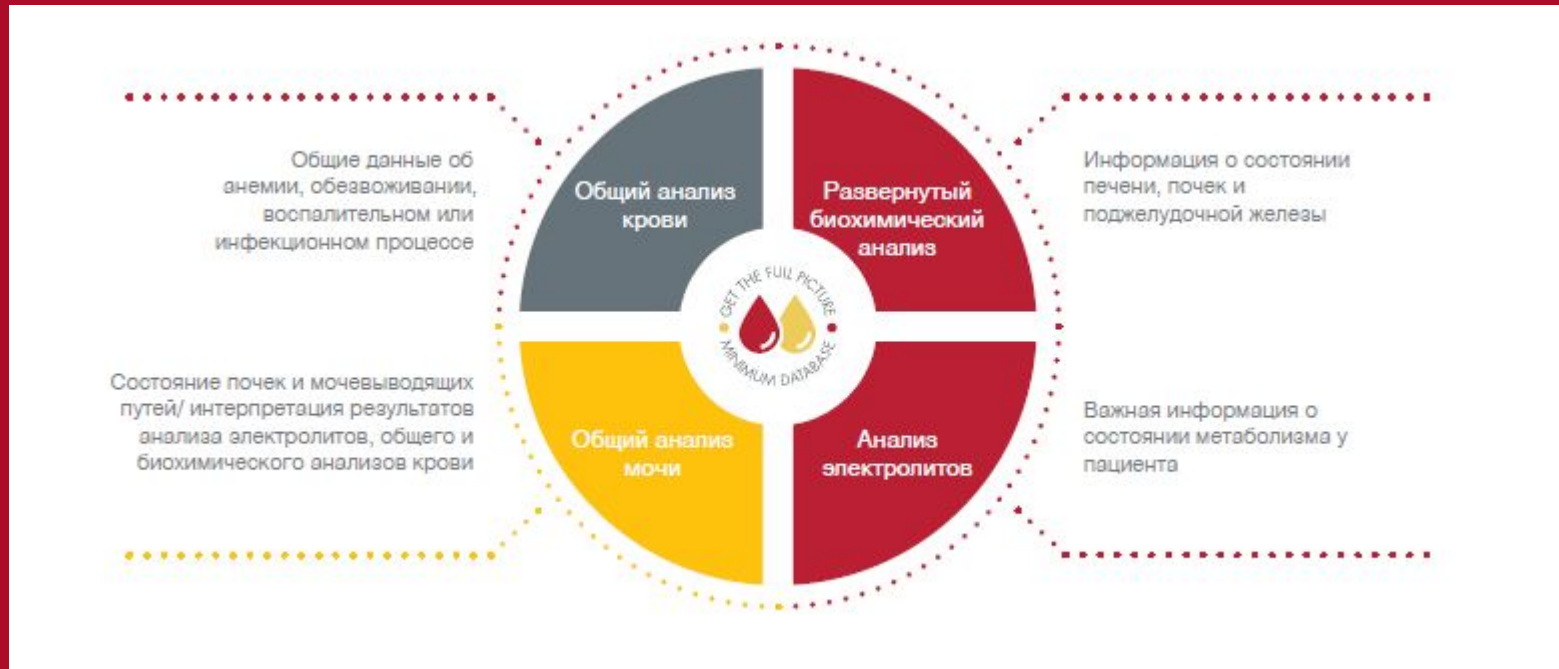 Общие данные об
анемии, обезвоживании,
воспалительном или
инфекционном процессе
Общий анализ
крови
Развернутый
биохимический
анализ
Информация о состоянии
печени, почек и
поджелудочной железы
GET THE FULL PICTURE
MINIMUM DATABASE
Состояние почек и мочевыводящих
путей/ интерпретация результатов
анализа электролитов, общего и
биохимического анализов крови
Общий анализ
мочи
Анализ
электролитов
Важная информация о
состоянии метаболизма у
пациента